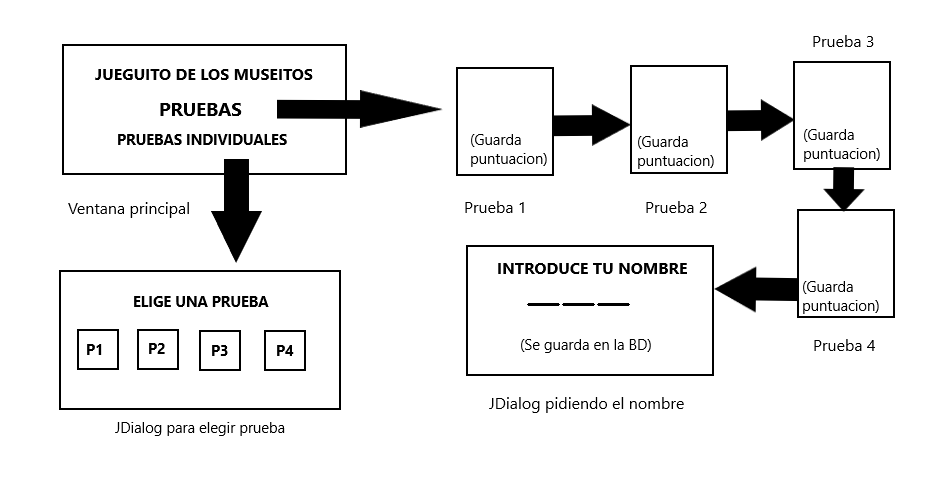 JUEGUITO DE LOS MUSEITOS
PRUEBAS
PRUEBAS INDIVIDUALES
Ventana principal
ELIGE UNA PRUEBA
P1
P2
P3
P4
JDialog para elegir prueba
(Guarda
puntuacion)
Prueba 1
(Guarda
puntuacion)
Prueba 2
Prueba 3
(Guarda
puntuacion)
(Guarda
puntuacion)
Prueba 4
INTRODUCE TU NOMBRE
___ ___ ___
(Se guarda en la BD)
JDialog pidiendo el nombre